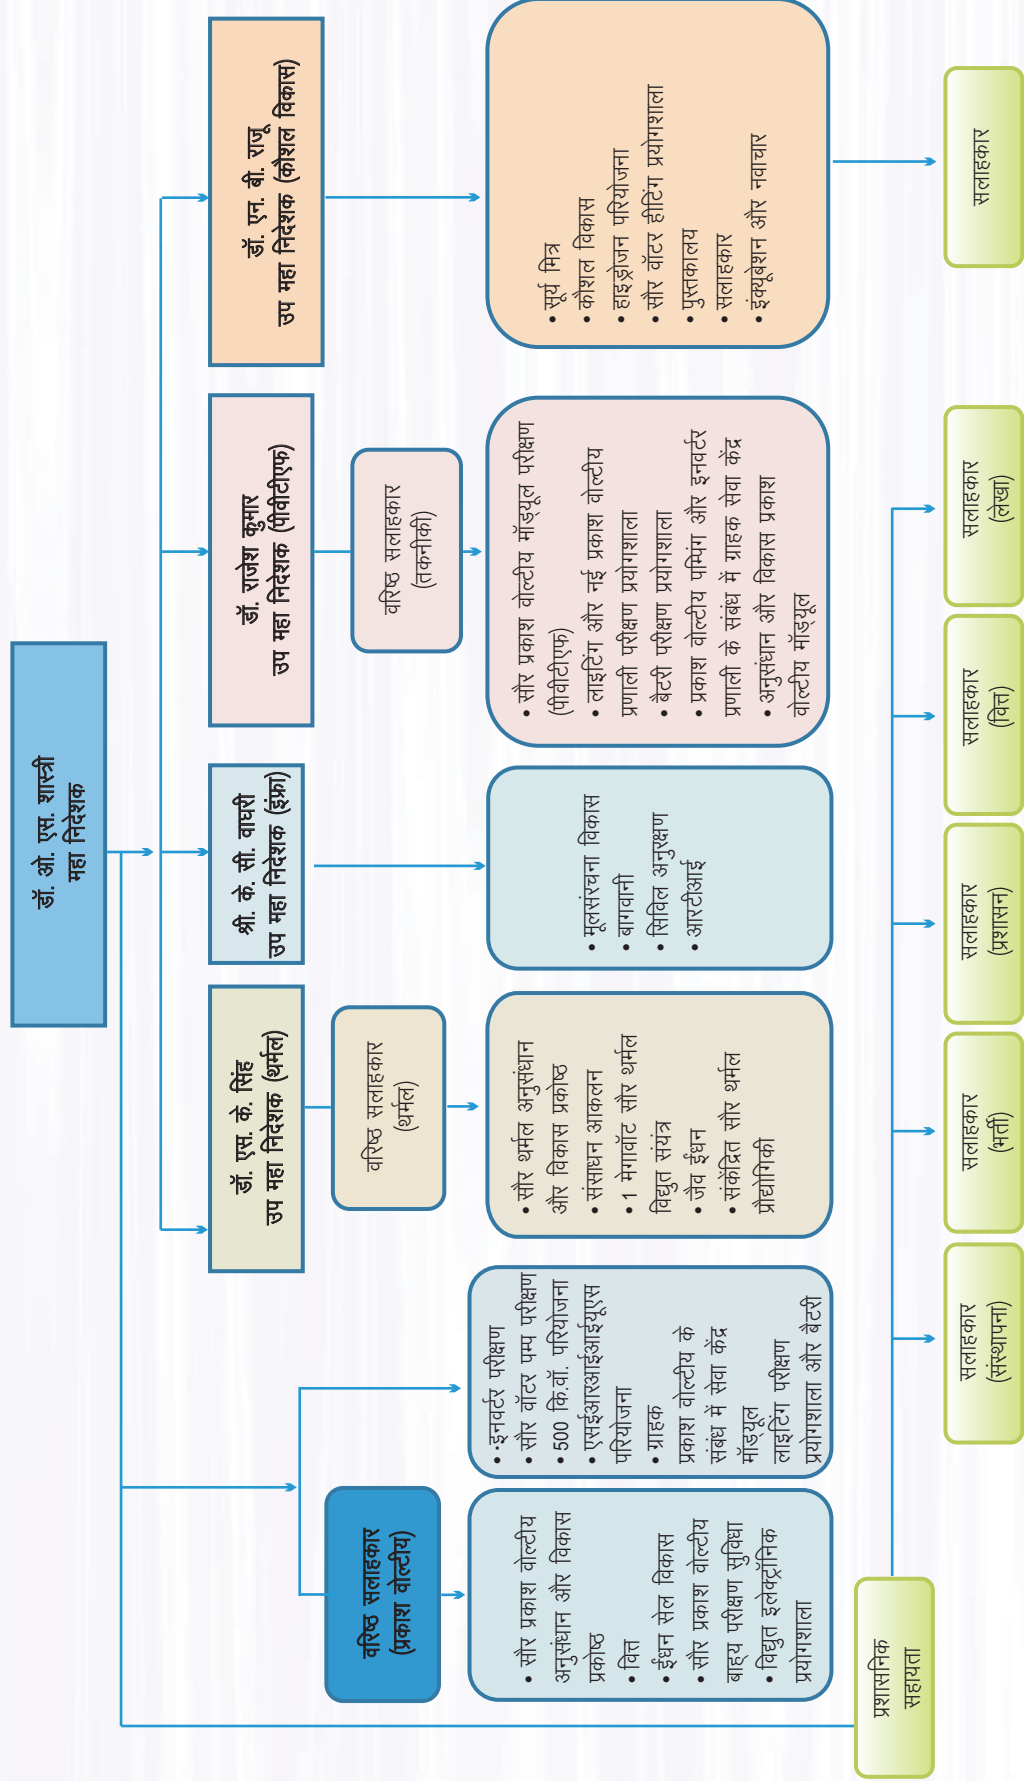 डॉ. ओ. एस. शास्त्री
महा निदेशक
डॉ. एस. के. सिंह
उप महा निदेशक (थर्मल)
श्री. के. सी. वाघरी
उप महा निदेशक (इंफ्रा)
डॉ. राजेश कुमार
उप महा निदेशक (पीवीटीएफ)
डॉ. एन. बी. राजू
उप महा निदेशक (कौशल विकास)
वरिष्ठ सलाहकार
(प्रकाश वोल्टीय)
वरिष्ठ सलाहकार
(थर्मल)
वरिष्ठ सलाहकार
(तकनीकी)
• सौर प्रकाश वोल्टीय
अनुसंधान और विकास
प्रकोष्ठ
• वित्त
• ईंधन सेल विकास
• सौर प्रकाश वोल्टीय
बाह्य परीक्षण सुविधा
• विद्युत इलेक्ट्रॉनिक
प्रयोगशाला
• ·इनवर्टर परीक्षण
• सौर वॉटर पम्प परीक्षण
• 500 कि.वॉ. परियोजना
• एसईआरआईआईयूएस
परियोजना
• ग्राहक
प्रकाश वोल्टीय के
संबंध में सेवा केंद्र
मॉड्यूल
लाइटिंग परीक्षण
प्रयोगशाला और बैटरी
• सौर थर्मल अनुसंधान
और विकास प्रकोष्ठ
• संसाधन आकलन
• 1 मेगावॉट सौर थर्मल
विद्युत संयंत्र
• जैव ईंधन
• संकेंद्रित सौर थर्मल
प्रौद्योगिकी
• मूलसंरचना विकास
• बागवानी
• सिविल अनुरक्षण
• आरटीआई
• सौर प्रकाश वोल्टीय मॉड्यूल परीक्षण
(पीवीटीएफ)
• लाइटिंग और नई प्रकाश वोल्टीय
प्रणाली परीक्षण प्रयोगशाला
• बैटरी परीक्षण प्रयोगशाला
• प्रकाश वोल्टीय पम्पिंग और इनवर्टर
प्रणाली के संबंध में ग्राहक सेवा केंद्र
• अनुसंधान और विकास प्रकाश
वोल्टीय मॉड्यूल
• सूर्य मित्र
• कौशल विकास
• हाइड्रोजन परियोजना
• सौर वॉटर हीटिंग प्रयोगशाला
• पुस्तकालय
• सलाहकार
• इंक्यूबेशन और नवाचार
प्रशासनिक
सहायता
सलाहकार
(संस्थापना)
सलाहकार
(भर्ती)
सलाहकार
(प्रशासन)
सलाहकार
(वित्त)
सलाहकार
(लेखा)
सलाहकार